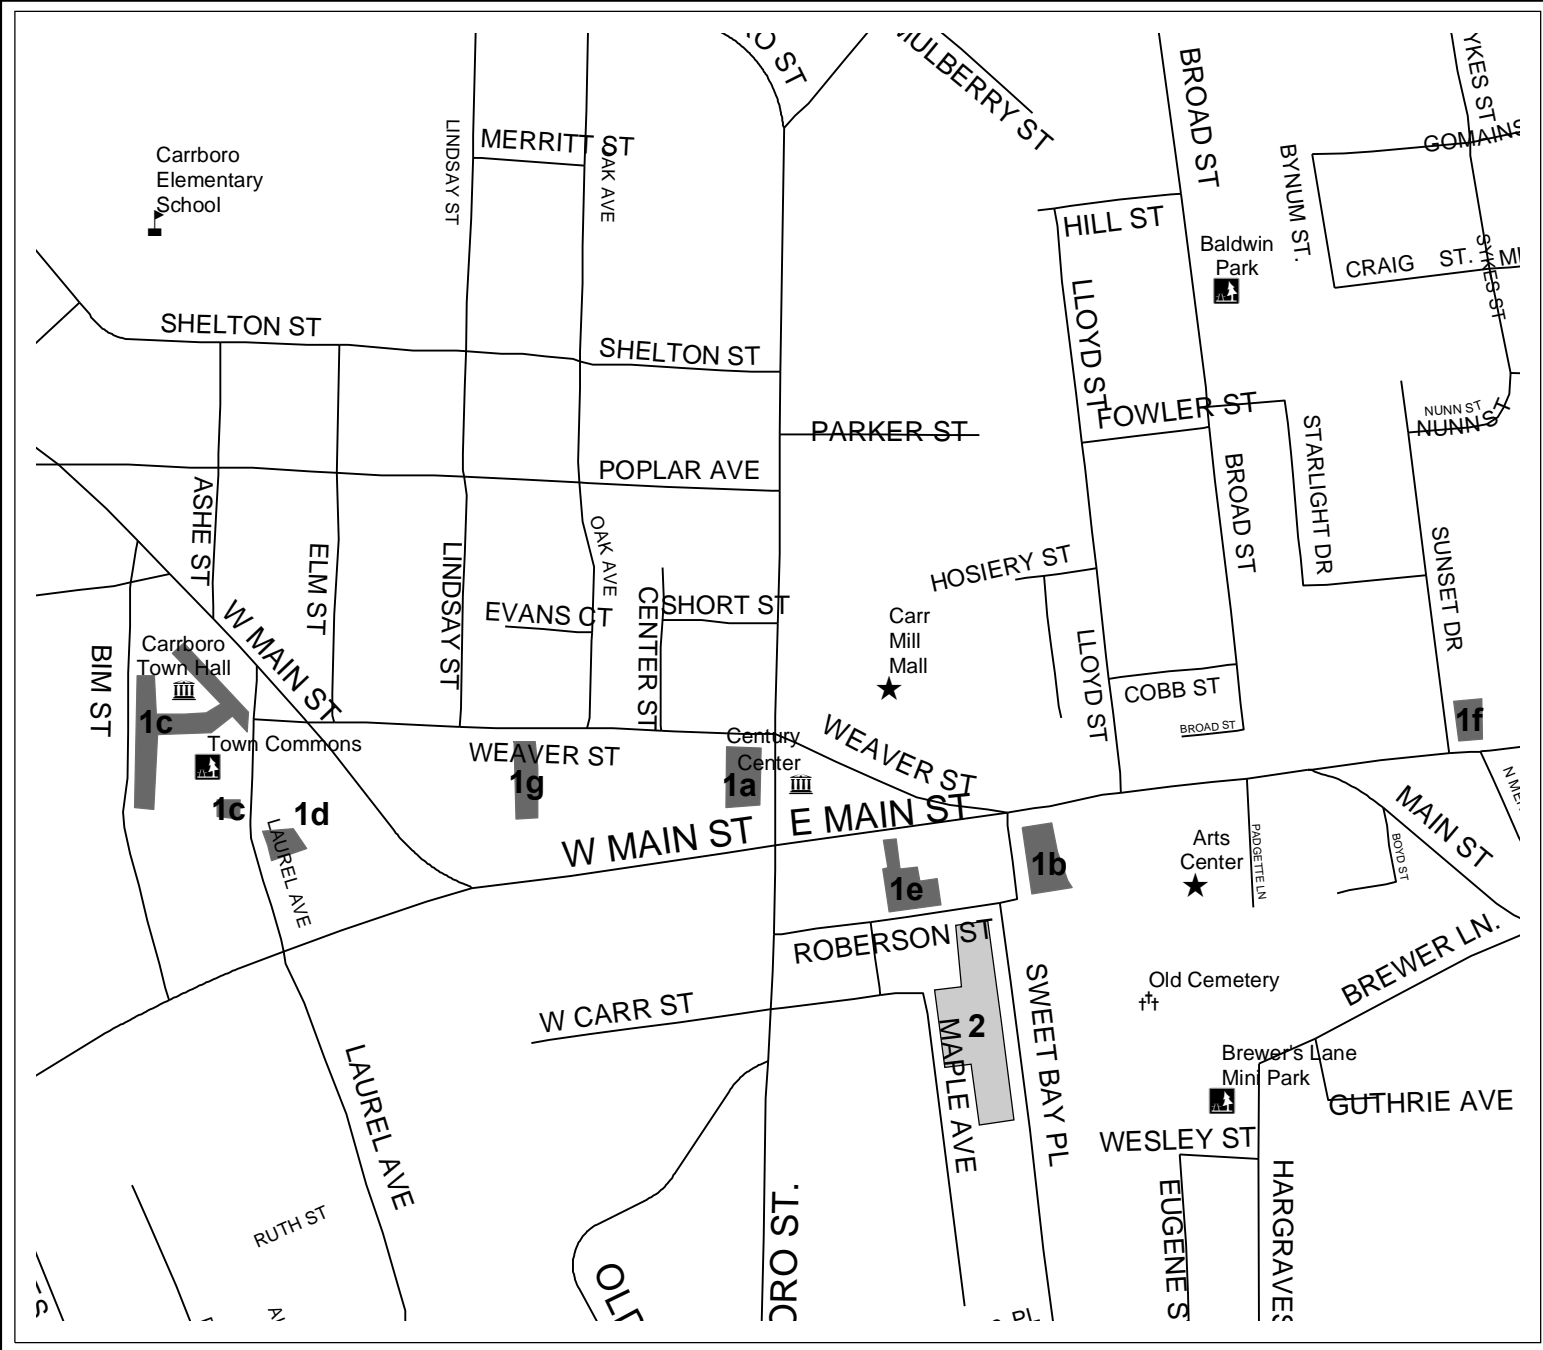 O ST
MULBERRY ST
BROAD ST
YKES ST
GOMAINS
LINDSAY ST
MERRITT ST
OAK AVE
BYNUM ST.
Carrboro
Elementary
School
HILL ST
Baldwin
Park
CRAIG ST.
SYKES ST
LLOYD ST
SHELTON ST
SHELTON ST
FOWLER ST
NUNN ST
NUNN ST
PARKER ST
STARLIGHT DR
POPLAR AVE
BROAD ST
ASHE ST
OAK AVE
SUNSET DR
ELM ST
LINDSAY ST
HOSIERY ST
CENTER ST
SHORT ST
EVANS CT
W MAIN ST
Carr
Mill
Mall
LLOYD ST
BIM ST
Carrboro
Town Hall
COBB ST
BROAD ST
1c
1f
Town Commons
WEAVER ST
Century
Center
WEAVER ST
1g
1a
1c
1d
W MAIN ST
E MAIN ST
N MER
MAIN ST
LAUREL AVE
PADGETTE LN
BOYD ST
Arts
Center
1b
1e
ROBERSON ST
BREWER LN.
SWEET BAY PL
Old Cemetery
W CARR ST
2
MAPLE AVE
Brewer's Lane
Mini Park
LAUREL AVE
GUTHRIE AVE
WESLEY ST
RUTH ST
EUGENE S
HARGRAVES
ORO ST.
OLD
PL